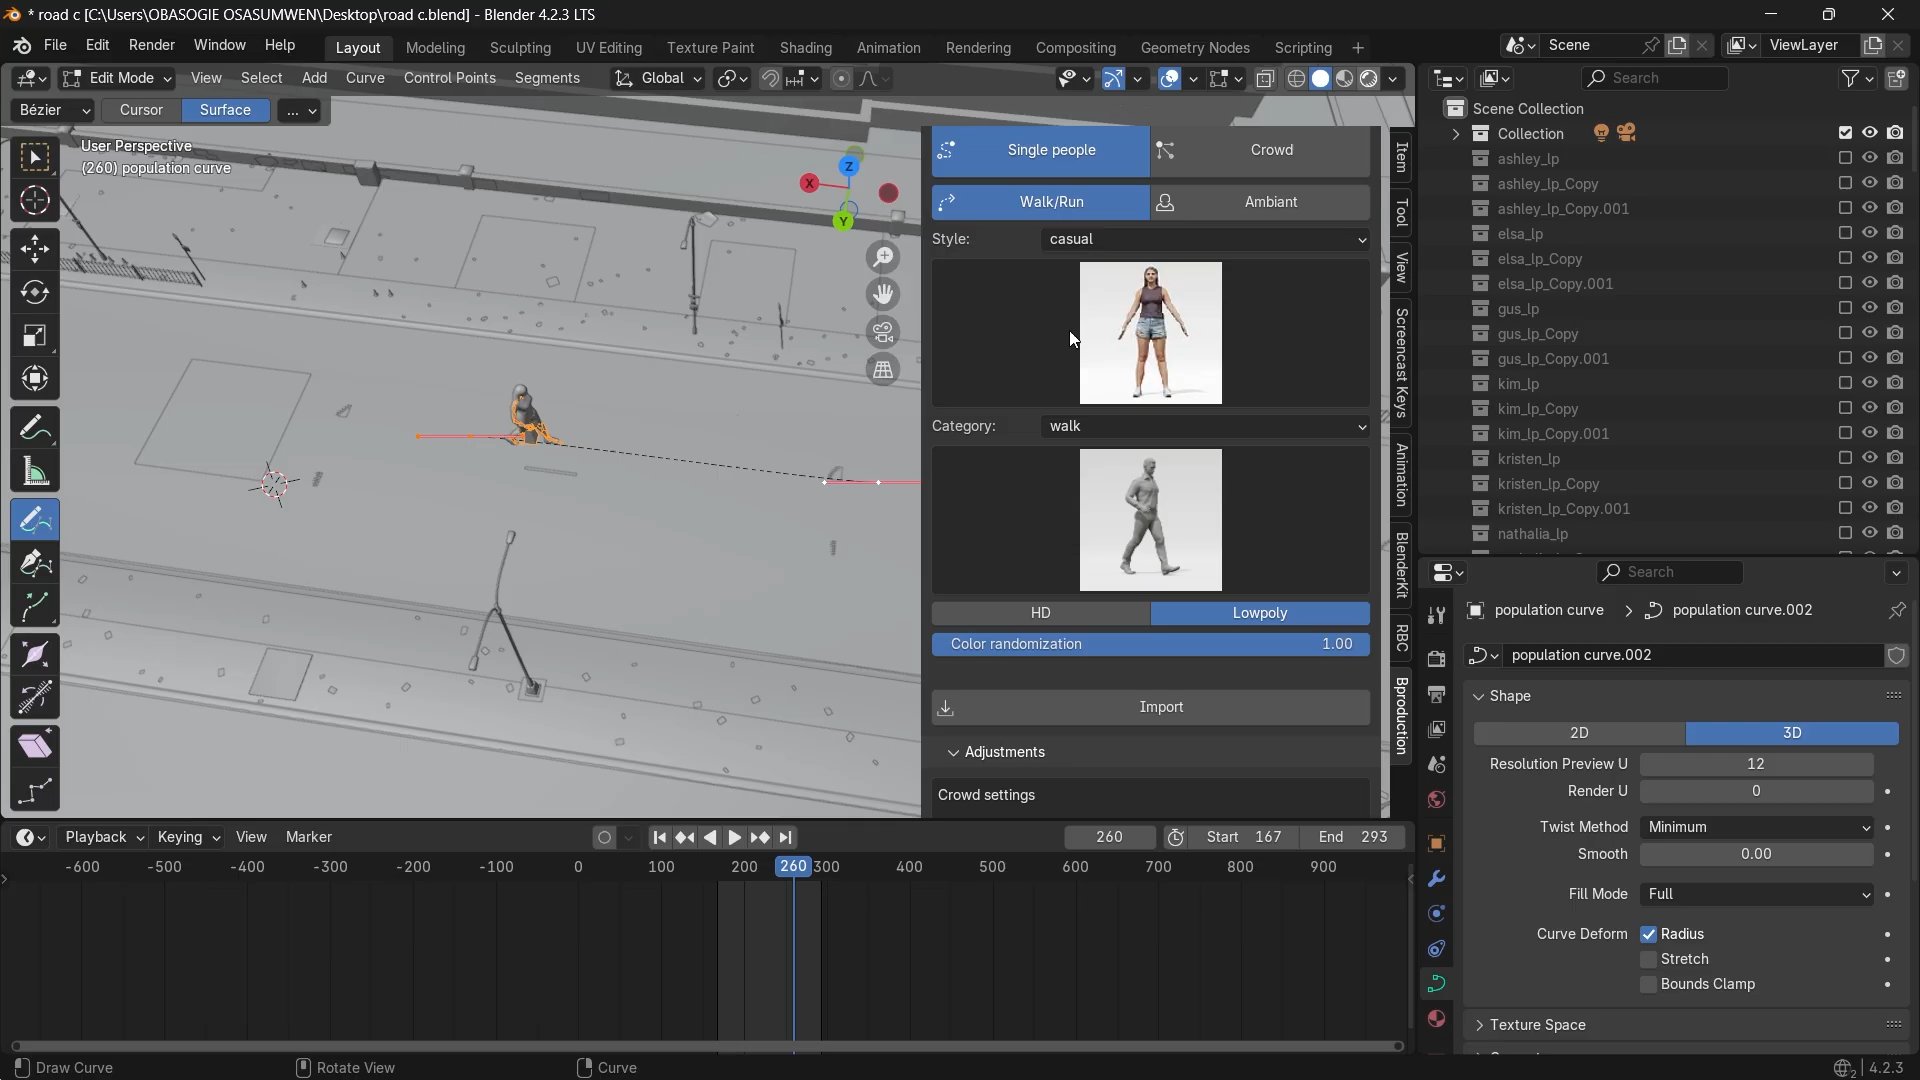 * road c [C:\Users\OBASOGIE OSASUMWEN\Desktop\road c.blend] - Blender 4.2.3 LTS
File Edit Render Window Help Layout Modeling Sculpting UV Editing Texture Paint Shading Animation Rendering Compositing Geometry Nodes Scripting + Scene ViewLayer
Edit Mode View Select Add Curve Control Points Segments Global Search
Bézier Cursor Surface ...
User Perspective
(260) population curve
X Z Y
Single people Crowd
Walk/Run Ambiant
Style: casual
Category: walk
HD Lowpoly
Color randomization 1.00
Import
Adjustments
Crowd settings
Item
Tool
View
Screencast Keys
Animation
BlenderKit
RBC
Bproduction
Scene Collection
Collection
ashley_lp
ashley_lp_Copy
ashley_lp_Copy.001
elsa_lp
elsa_lp_Copy
elsa_lp_Copy.001
gus_lp
gus_lp_Copy
gus_lp_Copy.001
kim_lp
kim_lp_Copy
kim_lp_Copy.001
kristen_lp
kristen_lp_Copy
kristen_lp_Copy.001
nathalia_lp
Search
population curve > population curve.002
population curve.002
Shape
2D 3D
Resolution Preview U 12
Render U 0
Twist Method Minimum
Smooth 0.00
Fill Mode Full
Curve Deform Radius
Stretch
Bounds Clamp
Texture Space
Playback Keying View Marker 260 Start 167 End 293
-600 -500 -400 -300 -200 -100 0 100 200 260 300 400 500 600 700 800 900
Draw Curve Rotate View Curve 2 4.2.3